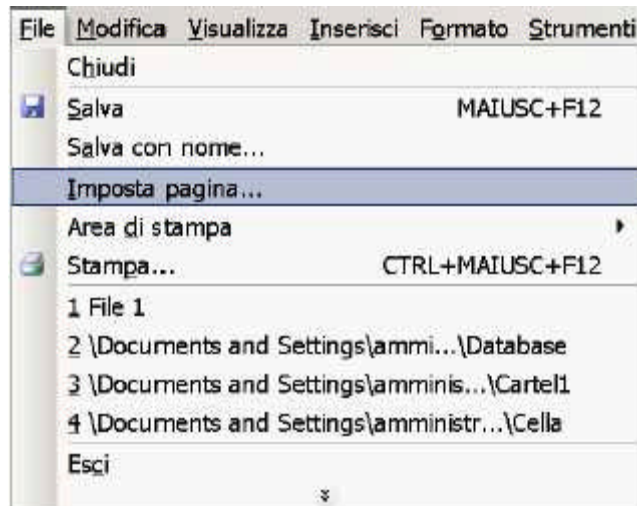 File Modifica Visualizza Inserisci Formato Strumenti
Chiudi
Salva MAIUSC+F12
Salva con nome...
Imposta pagina...
Area di stampa
Stampa... CTRL+MAIUSC+F12
1 File 1
2 \Documents and Settings\ammi...\Database
3 \Documents and Settings\amminis...\Cartel1
4 \Documents and Settings\amministr...\Cella
Esci